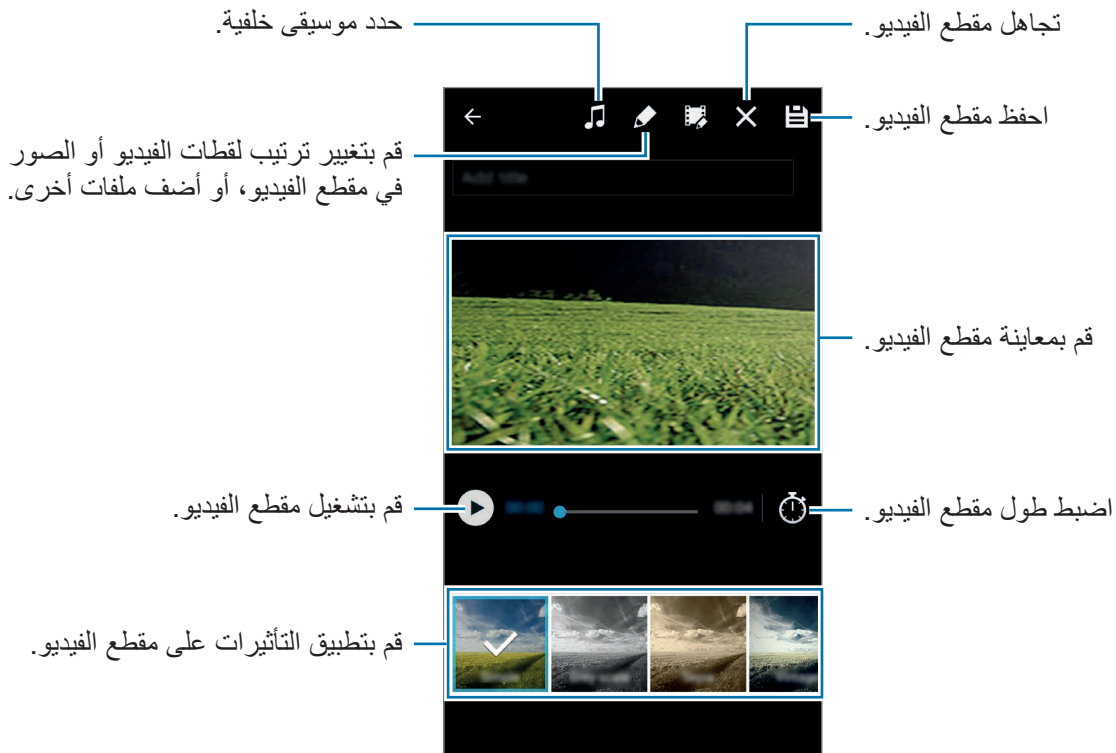 تجاهل مقطع الفيديو.
حدد موسيقى خلفية.
احفظ مقطع الفيديو.
قم بتغيير ترتيب لقطات الفيديو أو الصور
في مقطع الفيديو، أو أضف ملفات أخرى.
Add title
قم بمعاينة مقطع الفيديو.
اضبط طول مقطع الفيديو.
00:00
00:04
قم بتشغيل مقطع الفيديو.
قم بتطبيق التأثيرات على مقطع الفيديو.